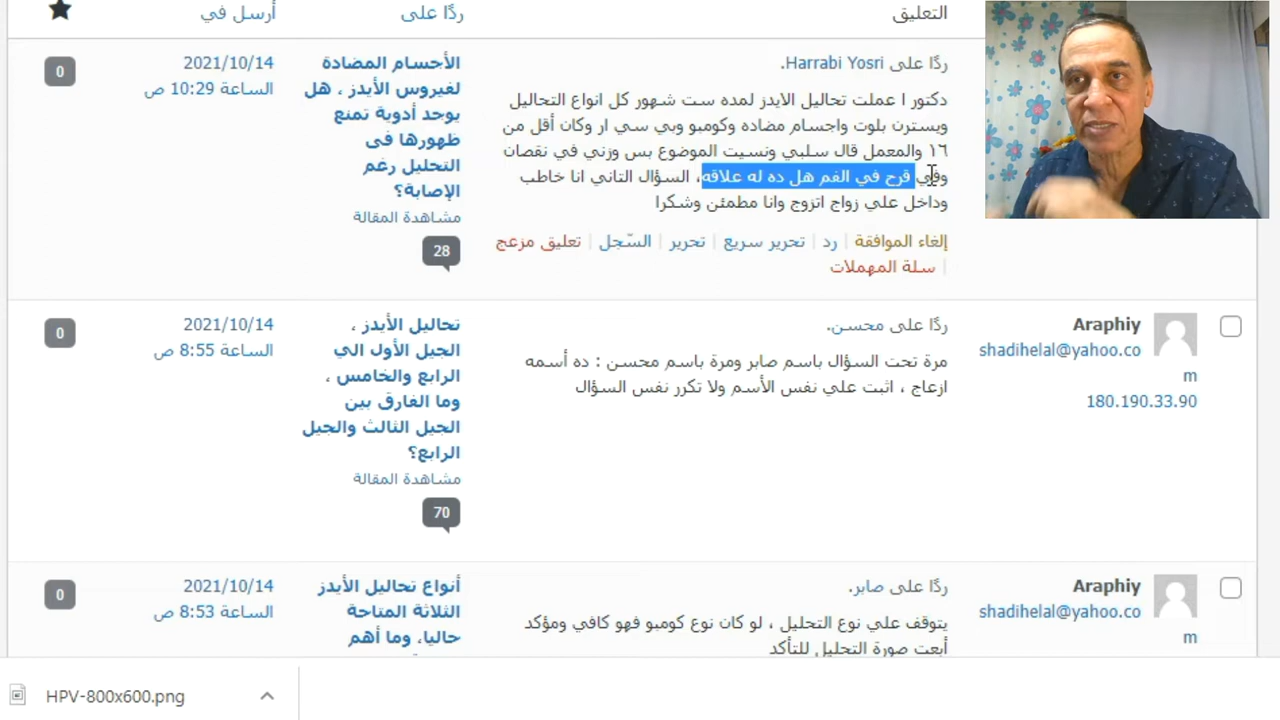 التعليق
ردًا على
أرسل في
ردًا على Harrabi Yosri.
دكتور ا عملت تحاليل الايدز لمده ست شهور كل انواع التحاليل
ويسترن بلوت واجسام مضاده وكومبو وبي سي ار وكان أقل من
١٦ والمعمل قال سلبي ونسيت الموضوع بس وزني في نقصان
وفي قرح في الفم هل ده له علاقه، السؤال التاني انا خاطب
وداخل علي زواج اتزوج وانا مطمئن وشكرا
إلغاء الموافقة | رد | تحرير سريع | تحرير | السّجل | تعليق مزعج
| سلة المهملات
الأجسام المضادة
لفيروس الأيدز ، هل
يوجد أدوية تمنع
ظهورها فى
التحليل رغم
الإصابة؟
مشاهدة المقالة
28
2021/10/14
الساعة 10:29 ص
0
Araphiy
shadihelal@yahoo.co
m
180.190.33.90
ردًا على محسن.
مرة تحت السؤال باسم صابر ومرة باسم محسن : ده أسمه
ازعاج ، اثبت علي نفس الأسم ولا تكرر نفس السؤال
تحاليل الأيدز ،
الجيل الأول الي
الرابع والخامس ،
وما الفارق بين
الجيل الثالث والجيل
الرابع؟
مشاهدة المقالة
70
2021/10/14
الساعة 8:55 ص
0
Araphiy
shadihelal@yahoo.co
m
ردًا على صابر.
يتوقف علي نوع التحليل ، لو كان نوع كومبو فهو كافي ومؤكد
أبعت صورة التحليل للتأكد
أنواع تحاليل الأيدز
الثلاثة المتاحة
حاليا، وما أهم
2021/10/14
الساعة 8:53 ص
0
HPV-800x600.png